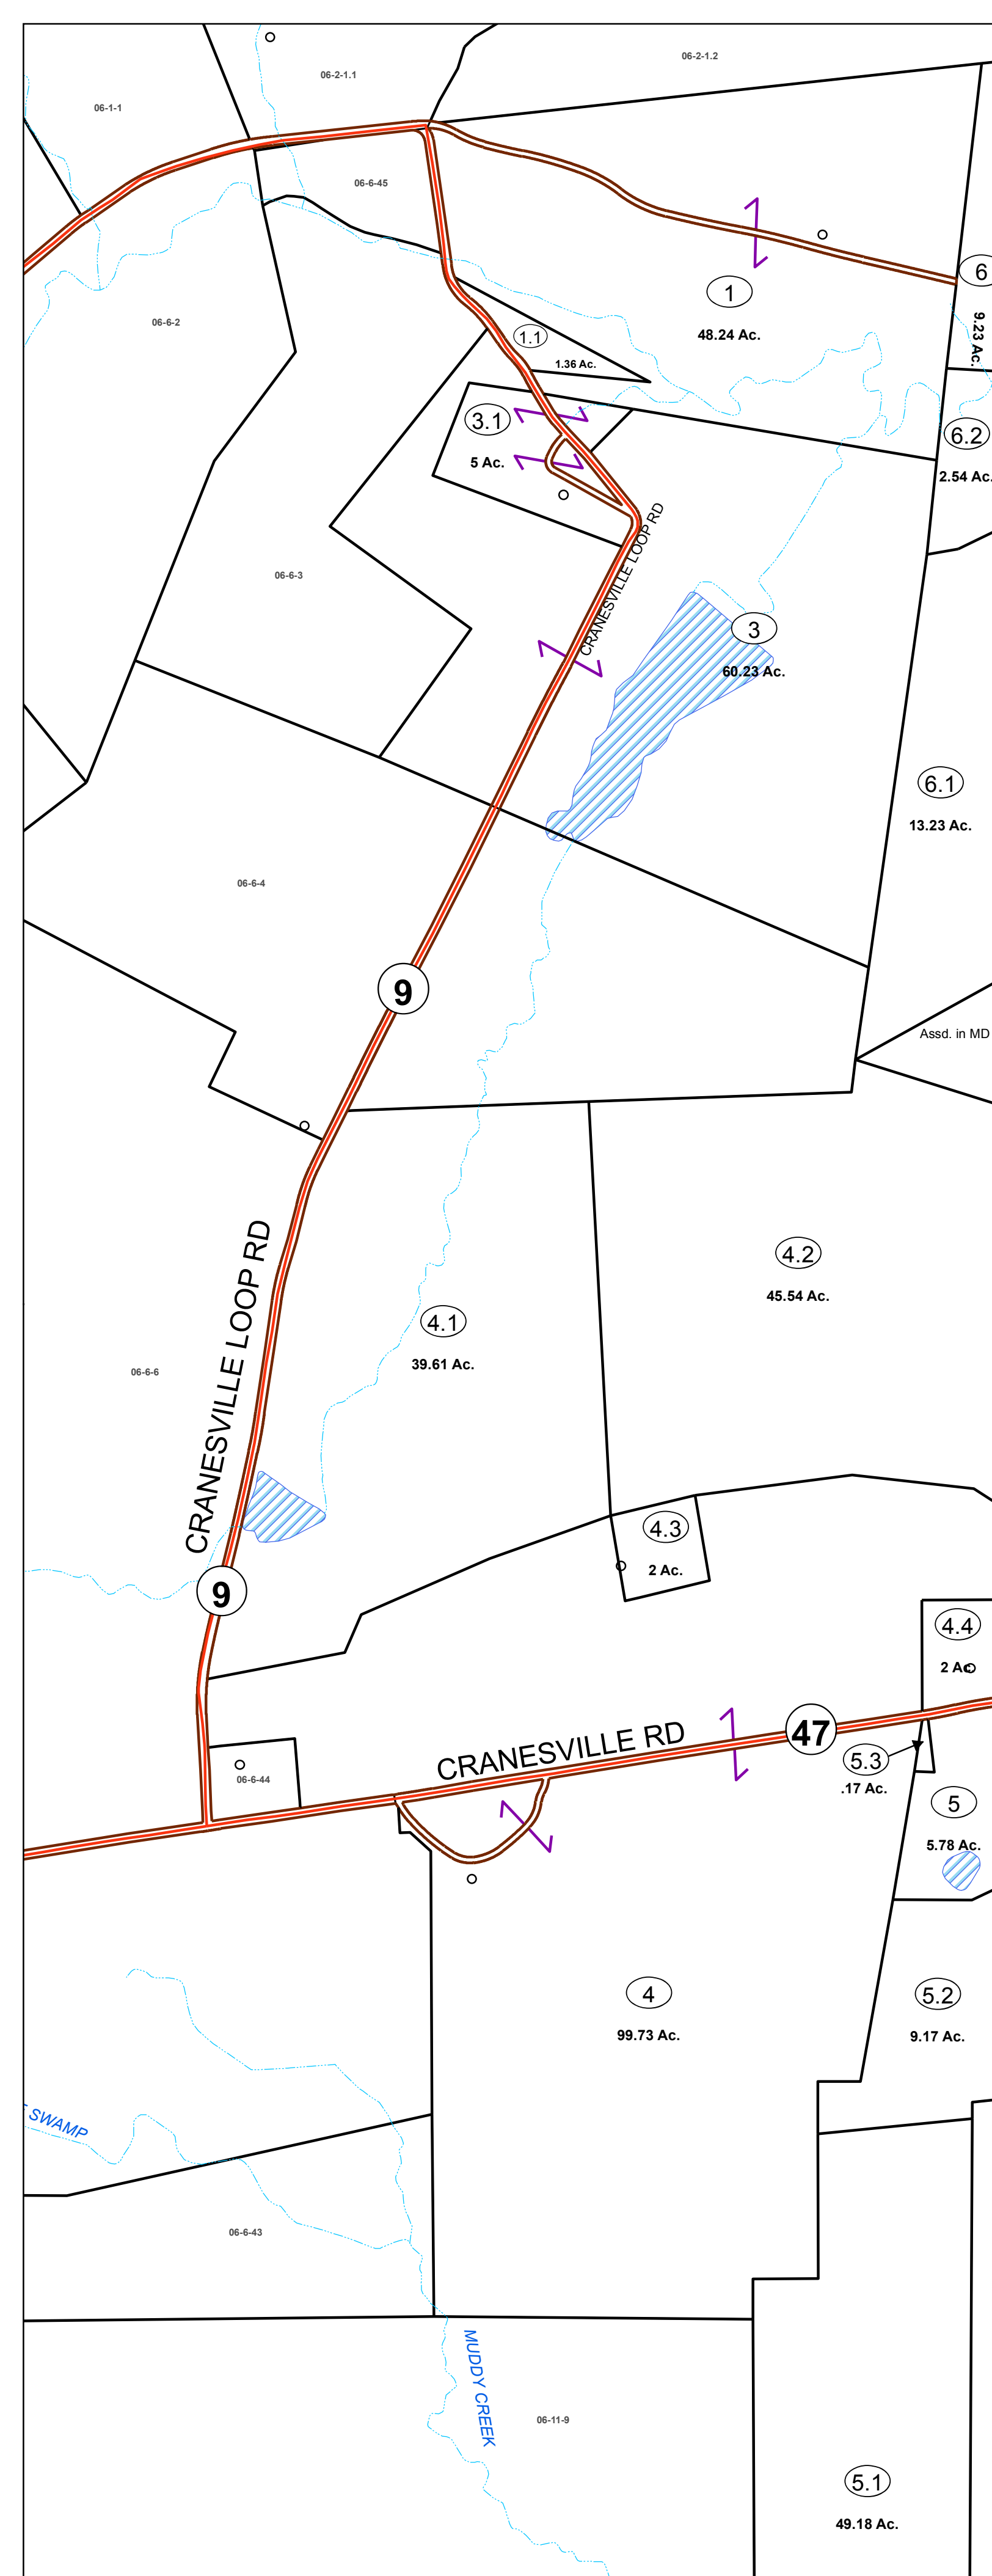 06-2-1.2
06-2-1.1
06-1-1
06-6-45
6
9.23 Ac.
1
48.24 Ac.
06-6-2
1.1
1.36 Ac.
3.1
5 Ac.
6.2
2.54 Ac.
CRANESVILLE LOOP RD
06-6-3
3
60.23 Ac.
6.1
13.23 Ac.
06-6-4
9
Assd. in MD
4.2
45.54 Ac.
CRANESVILLE LOOP RD
4.1
39.61 Ac.
06-6-6
4.3
2 Ac.
9
4.4
2 Ac
CRANESVILLE RD
47
5.3
.17 Ac.
06-6-44
5
5.78 Ac.
4
99.73 Ac.
5.2
9.17 Ac.
SWAMP
06-6-43
MUDDY CREEK
06-11-9
5.1
49.18 Ac.